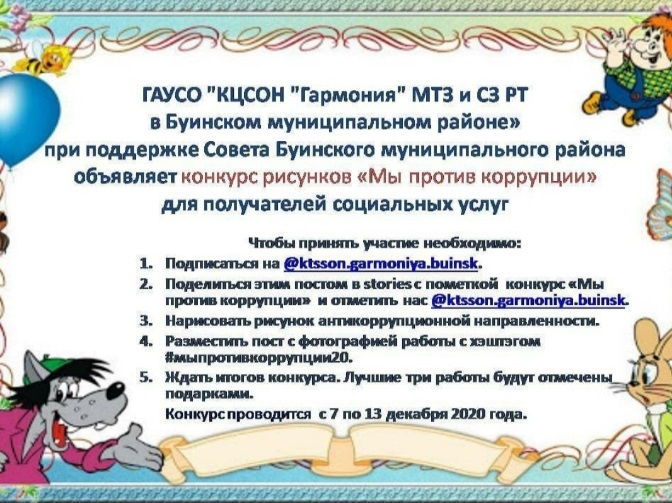 ГАУСО "КЦСОН "Гармония" МТЗ и СЗ РТ
в Буинском муниципальном районе»
при поддержке Совета Буинского муниципального района
объявляет конкурс рисунков «Мы против коррупции»
для получателей социальных услуг
Чтобы принять участие необходимо:
1. Подписаться на @ktsson.garmoniya.buinsk.
2. Поделиться этим постом в stories с пометкой конкурс «Мы
против коррупции» и отметить нас @ktsson.garmoniya.buinsk.
3. Нарисовать рисунок антикоррупционной направленности.
4. Разместить пост с фотографией работы с хэштэгом
#мыпротивкоррупции20.
5. Ждать итогов конкурса. Лучшие три работы будут отмечены
подарками.
Конкурс проводится с 7 по 13 декабря 2020 года.